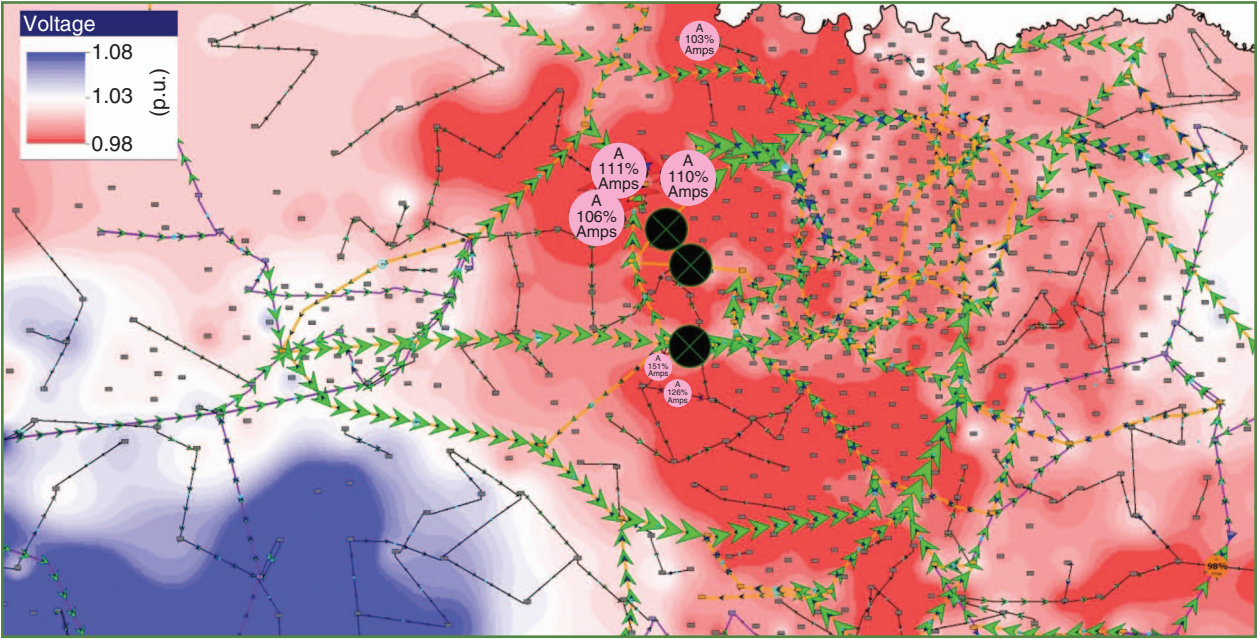 Voltage
1.08
1.03
0.98
(p.u.)
A
103%
Amps
A
111%
Amps
A
110%
Amps
A
106%
Amps
A
151%
Amps
A
126%
Amps
98%